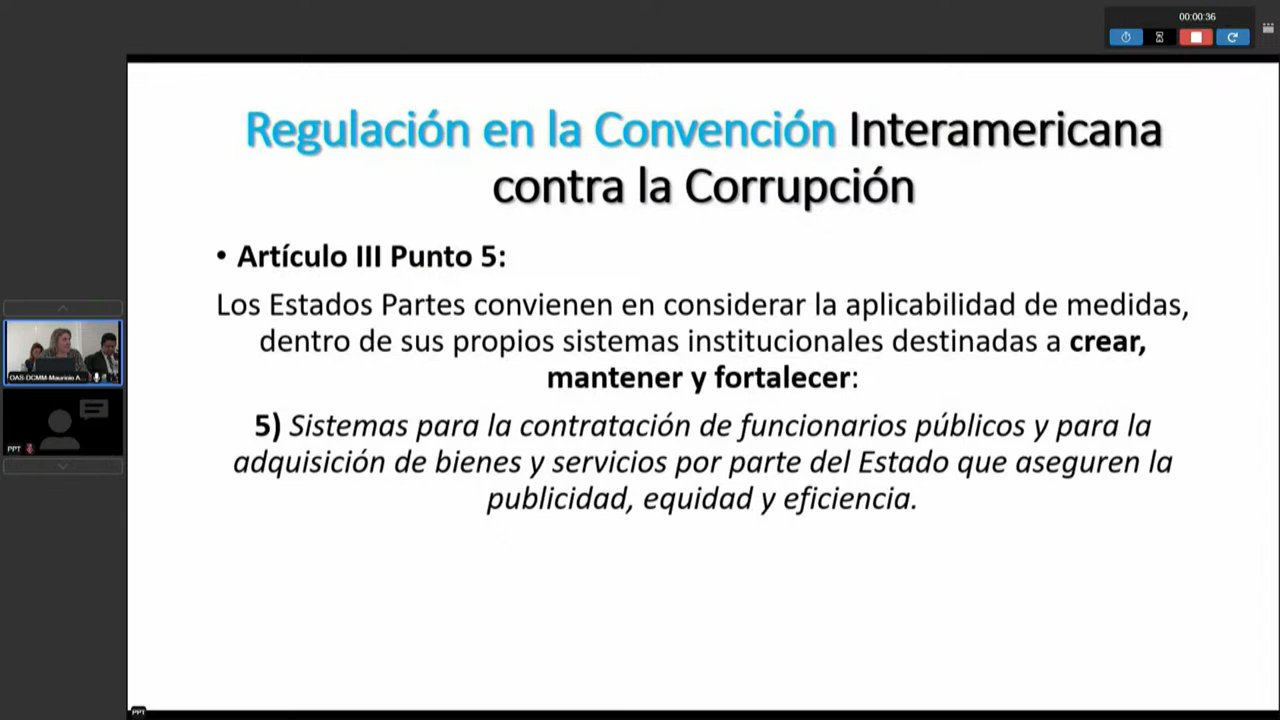 00:00:36
Regulación en la Convención Interamericana
contra la Corrupción
• Artículo III Punto 5:
Los Estados Partes convienen en considerar la aplicabilidad de medidas,
dentro de sus propios sistemas institucionales destinadas a crear,
mantener y fortalecer:
5) Sistemas para la contratación de funcionarios públicos y para la
adquisición de bienes y servicios por parte del Estado que aseguren la
publicidad, equidad y eficiencia.
OAS-DCMM-Mauricio A...
PPT
PPT